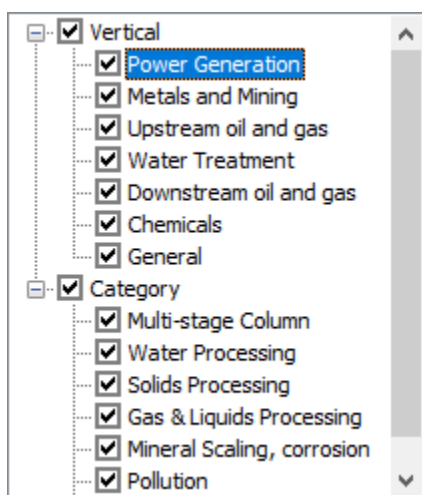 Vertical
Power Generation
Metals and Mining
Upstream oil and gas
Water Treatment
Downstream oil and gas
Chemicals
General
Category
Multi-stage Column
Water Processing
Solids Processing
Gas & Liquids Processing
Mineral Scaling, corrosion
Pollution